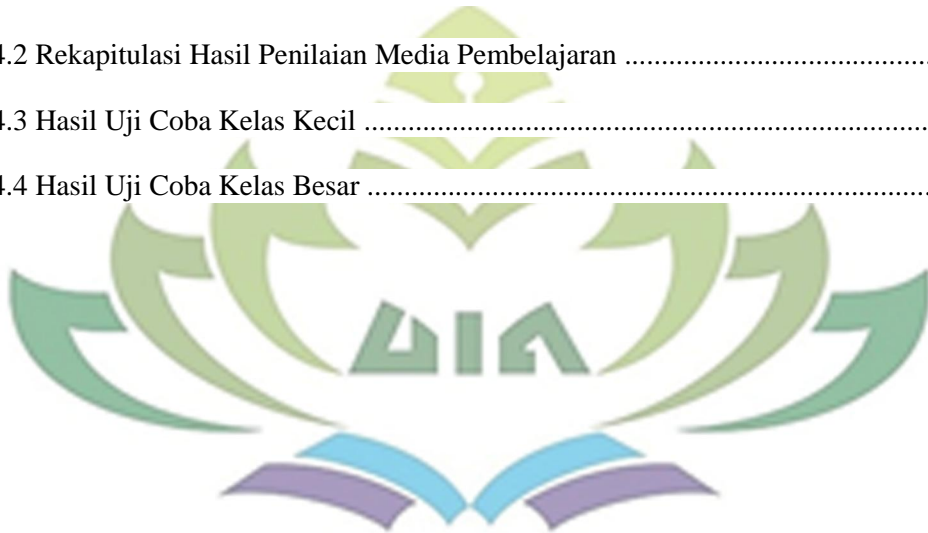 4.2 Rekapitulasi Hasil Penilaian Media Pembelajaran ..........................................
4.3 Hasil Uji Coba Kelas Kecil .............................................................................
4.4 Hasil Uji Coba Kelas Besar ............................................................................
UIN